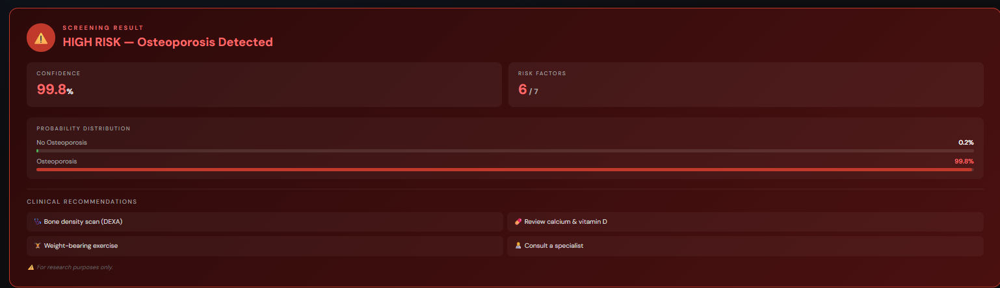 SCREENING RESULT
HIGH RISK — Osteoporosis Detected
CONFIDENCE
99.8%
RISK FACTORS
6 / 7
PROBABILITY DISTRIBUTION
No Osteoporosis 0.2%
Osteoporosis 99.8%
CLINICAL RECOMMENDATIONS
Bone density scan (DEXA)
Review calcium & vitamin D
Weight-bearing exercise
Consult a specialist
For research purposes only.